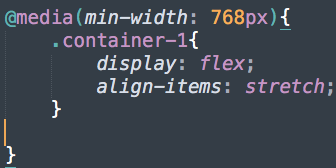 @media(min-width: 768px){
    .container-1{
        display: flex;
        align-items: stretch;
    }

}